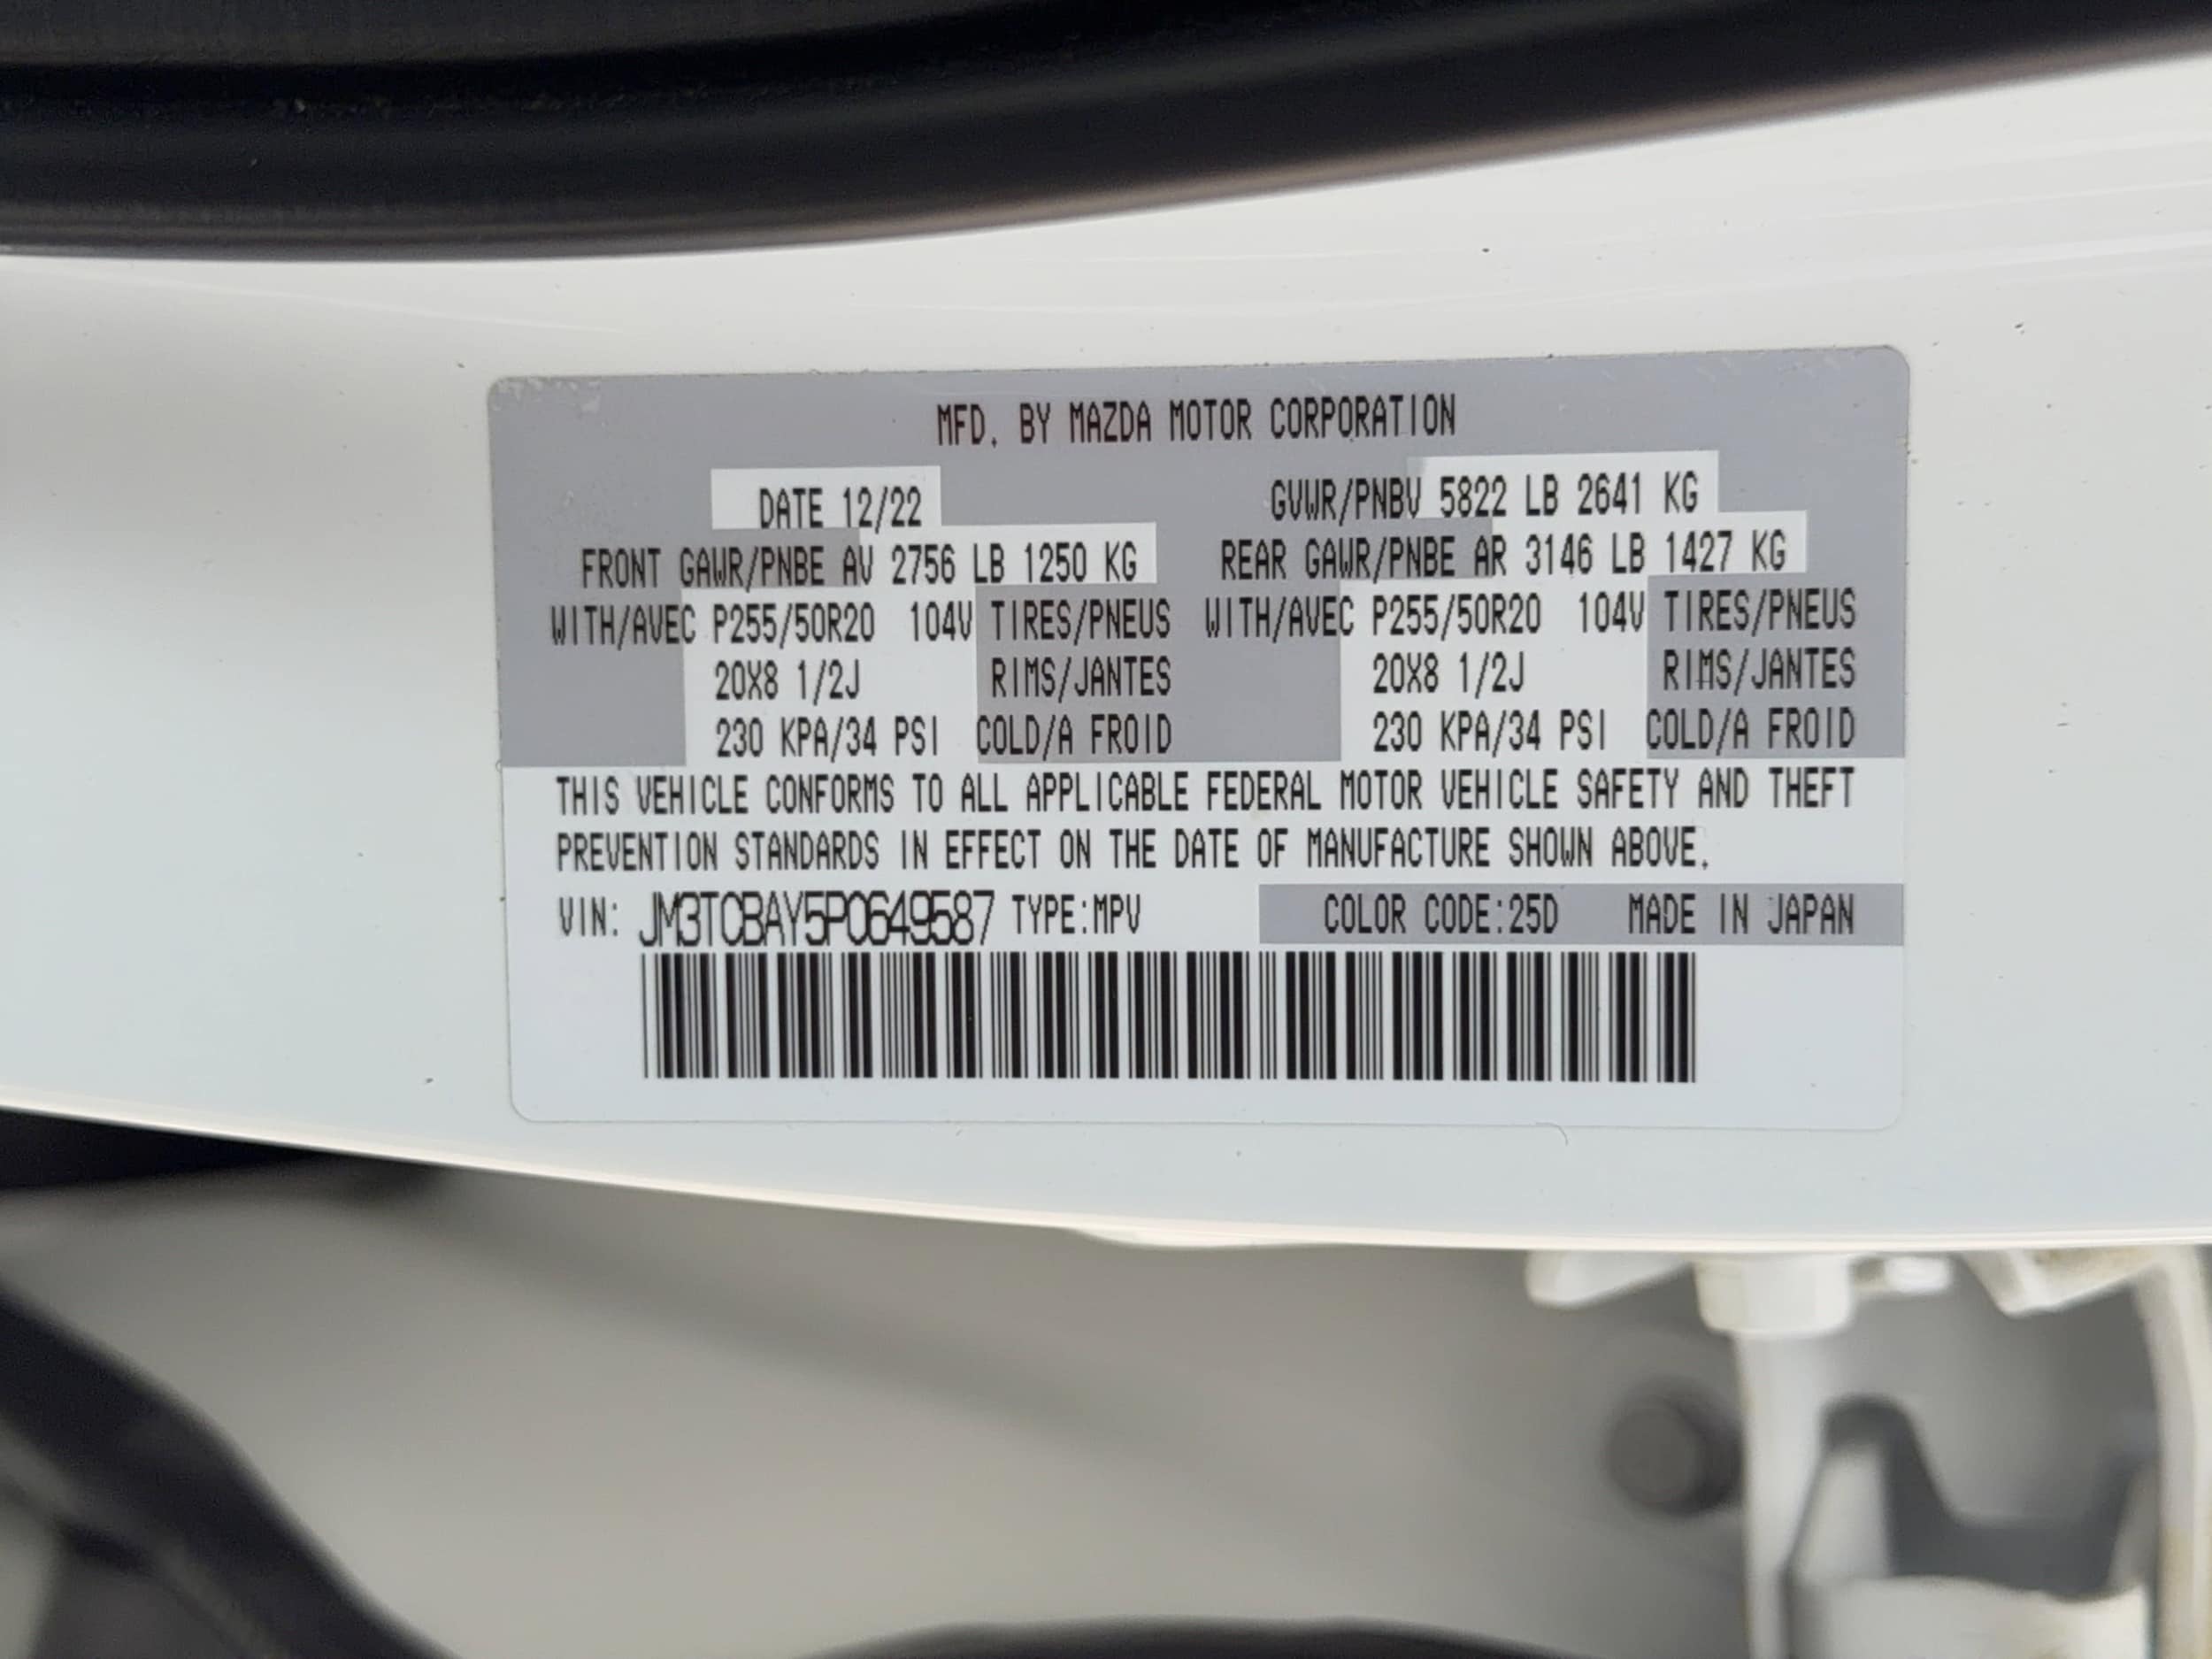 MFD. BY MAZDA MOTOR CORPORATION
DATE 12/22 GVWR/PNBV 5822 LB 2641 KG
FRONT GAWR/PNBE AV 2756 LB 1250 KG REAR GAWR/PNBE AR 3146 LB 1427 KG
WITH/AVEC P255/50R20 104V TIRES/PNEUS WITH/AVEC P255/50R20 104V TIRES/PNEUS
20X8 1/2J RIMS/JANTES 20X8 1/2J RIMS/JANTES
230 KPA/34 PSI COLD/A FROID 230 KPA/34 PSI COLD/A FROID
THIS VEHICLE CONFORMS TO ALL APPLICABLE FEDERAL MOTOR VEHICLE SAFETY AND THEFT
PREVENTION STANDARDS IN EFFECT ON THE DATE OF MANUFACTURE SHOWN ABOVE.
VIN: JM3TCBAY5P0649587 TYPE:MPV COLOR CODE:25D MADE IN JAPAN